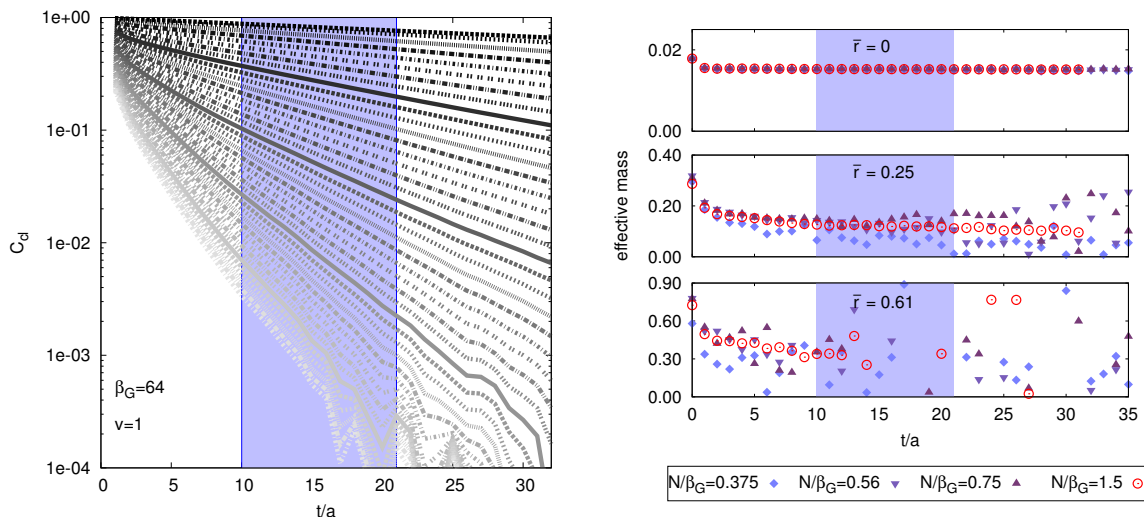 1e+00
1e-01
1e-02
1e-03
1e-04
C_cl
β_G=64
v=1
0 5 10 15 20 25 30
t/a
effective mass
0.02
0.00
r̄ = 0
0.40
0.20
0.00
r̄ = 0.25
0.90
0.60
0.30
0.00
r̄ = 0.61
0 5 10 15 20 25 30 35
t/a
N/β_G=0.375 N/β_G=0.56 N/β_G=0.75 N/β_G=1.5